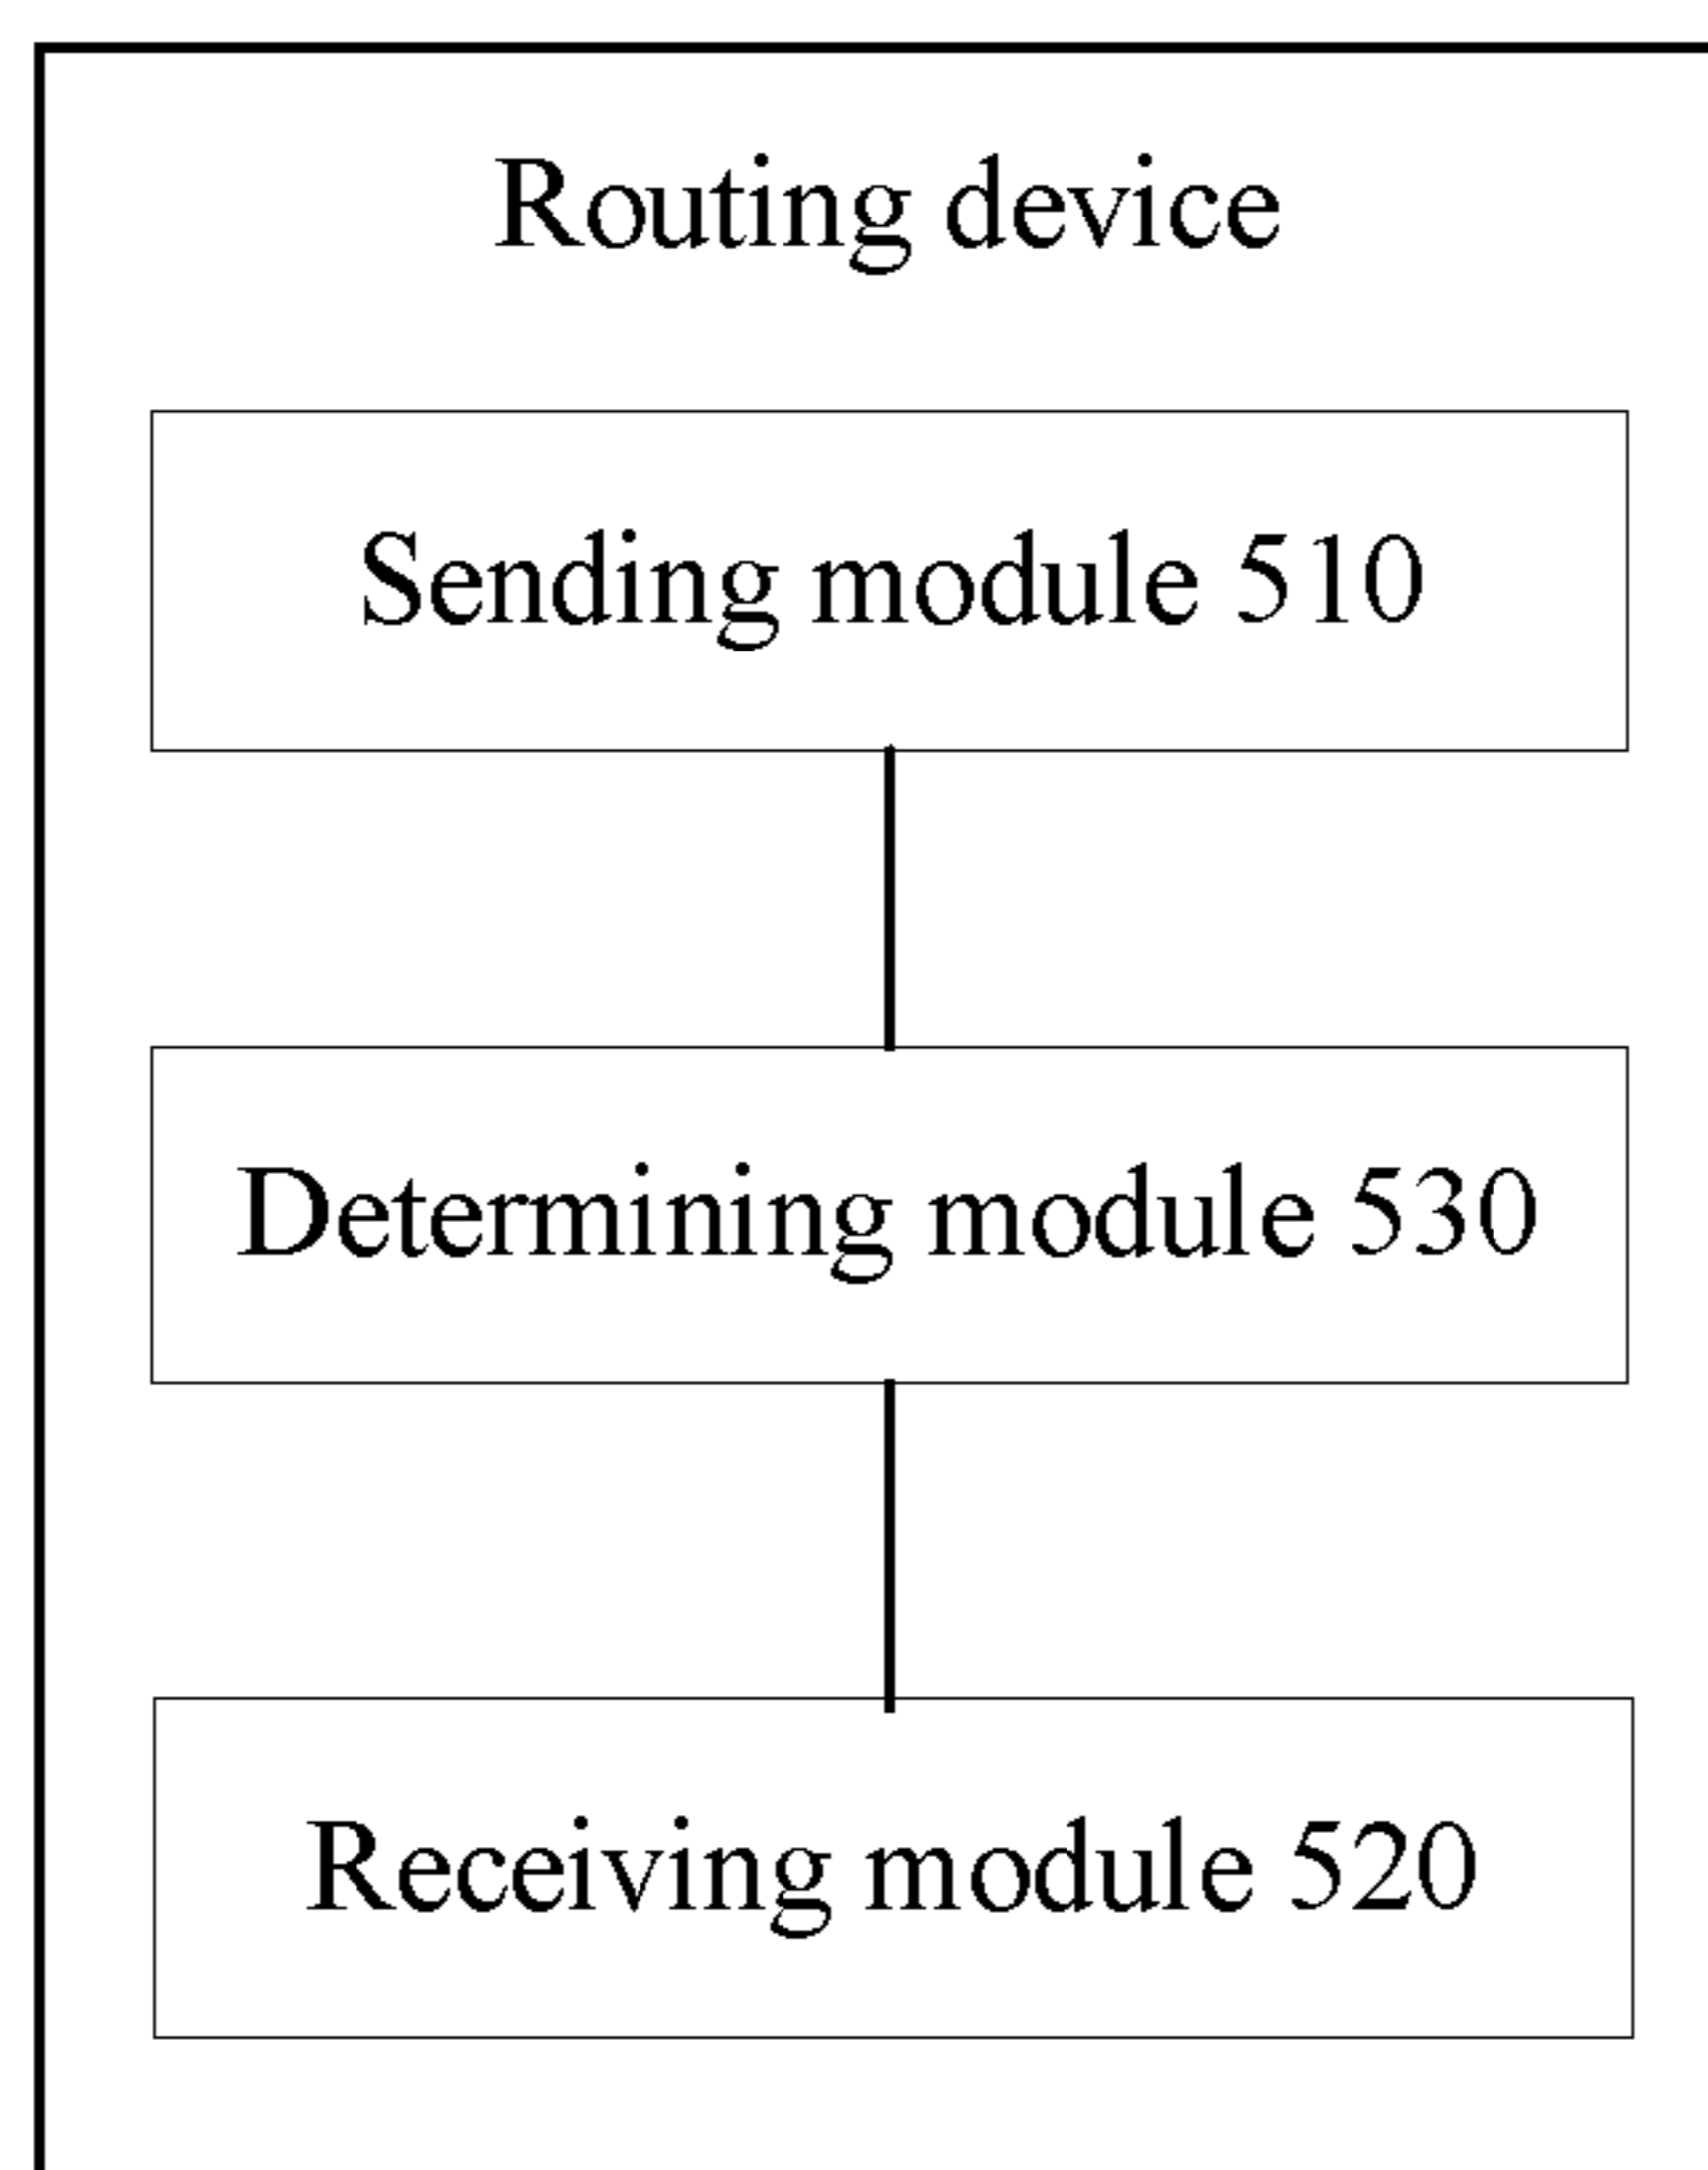 Routing device
Sending module 510
Determining module 530
Receiving module 520